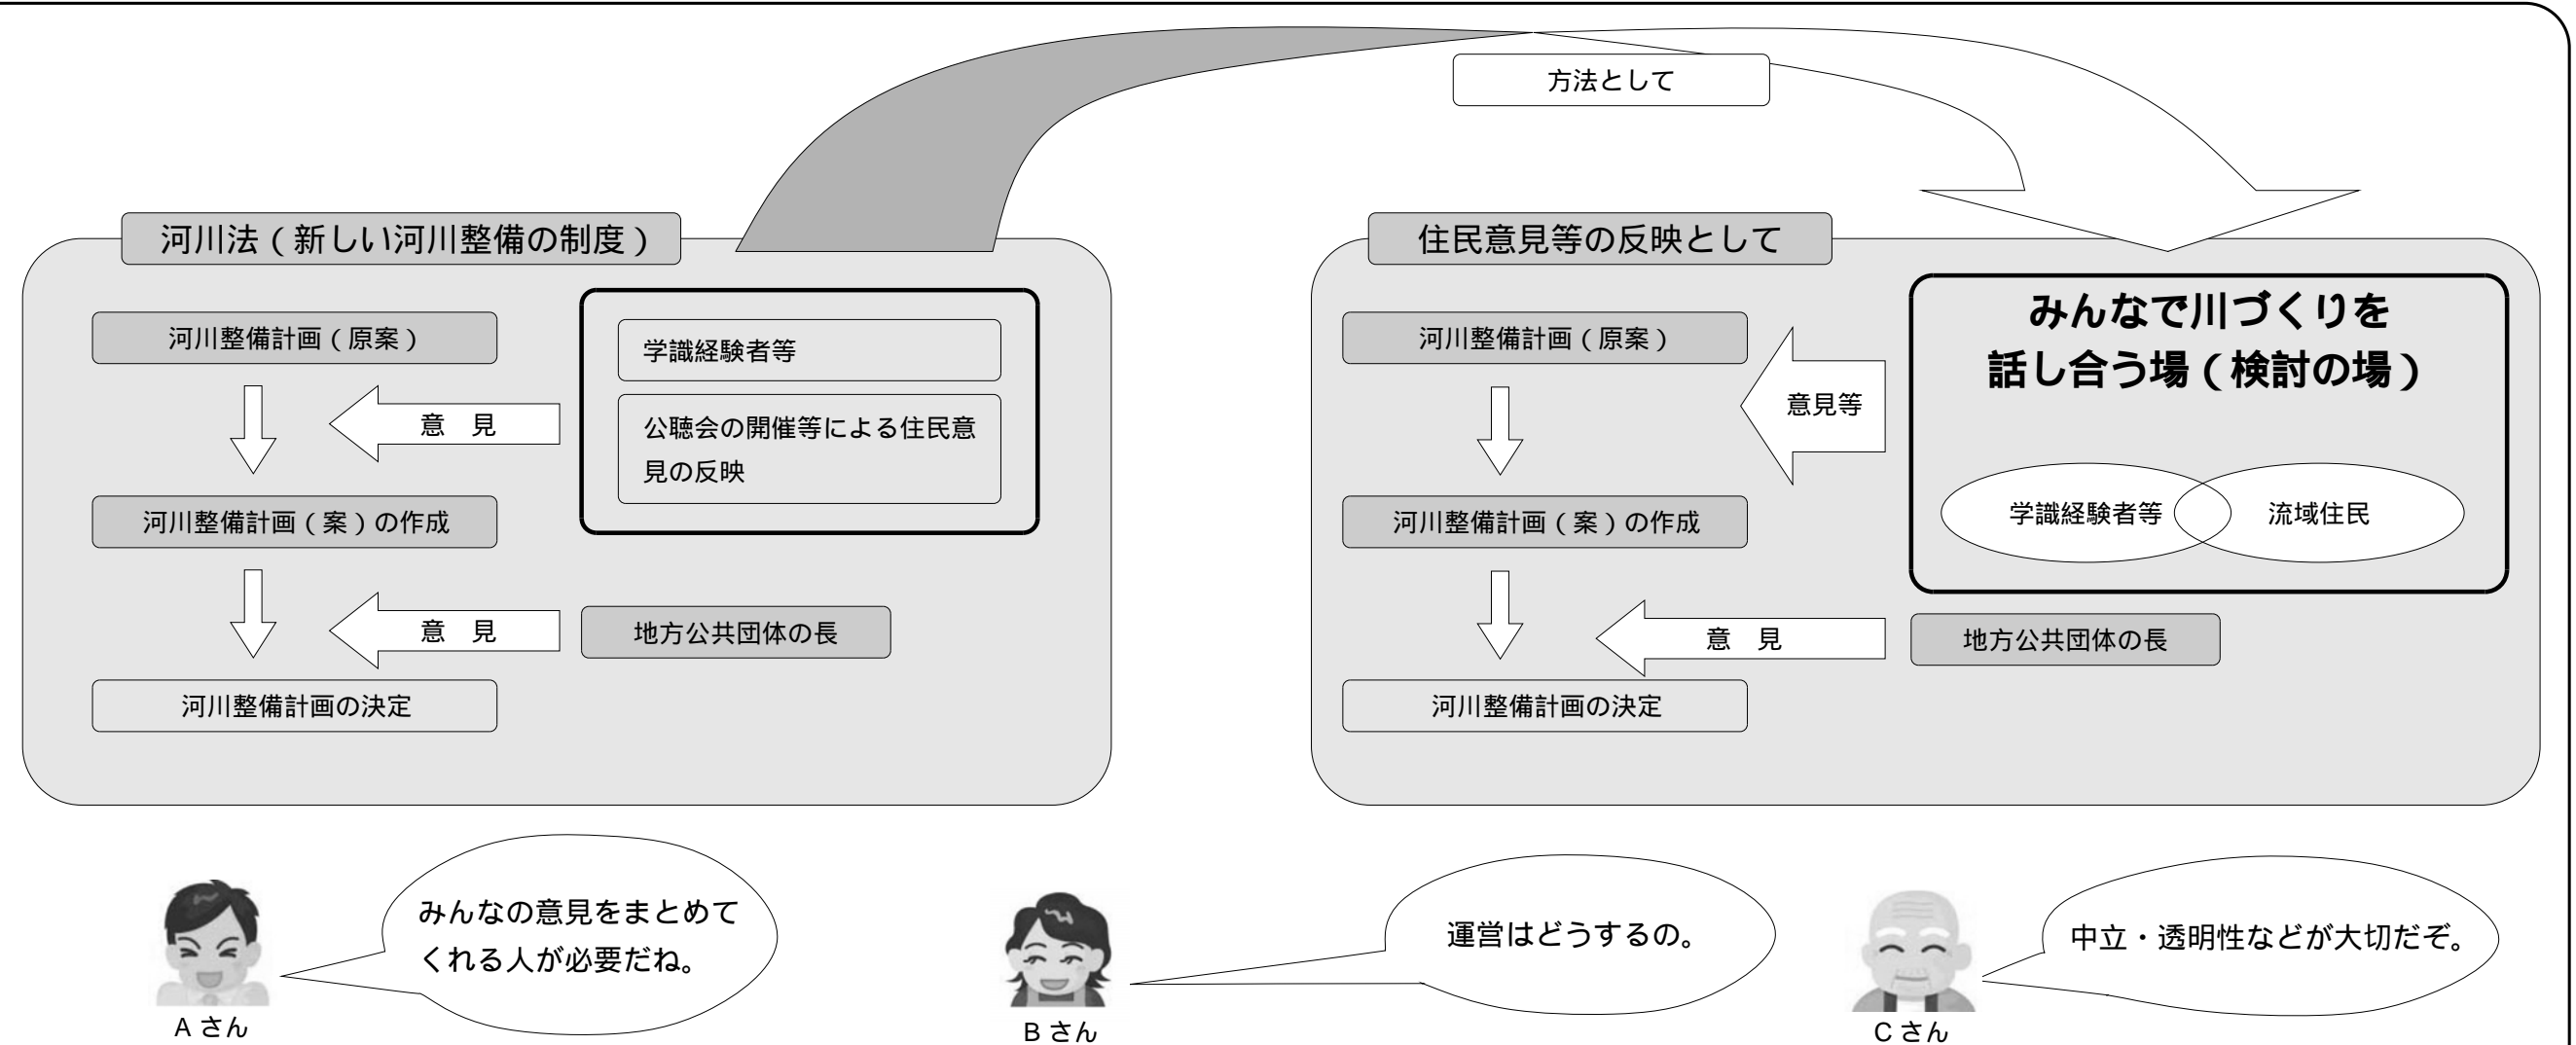 方法として
河川法（新しい河川整備の制度）
河川整備計画（原案）
学識経験者等
公聴会の開催等による住民意
見の反映
意　見
河川整備計画（案）の作成
意　見
地方公共団体の長
河川整備計画の決定
住民意見等の反映として
河川整備計画（原案）
意見等
みんなで川づくりを
話し合う場（検討の場）
学識経験者等
流域住民
河川整備計画（案）の作成
意　見
地方公共団体の長
河川整備計画の決定
みんなの意見をまとめて
くれる人が必要だね。
A さん
運営はどうするの。
B さん
中立・透明性などが大切だぞ。
C さん